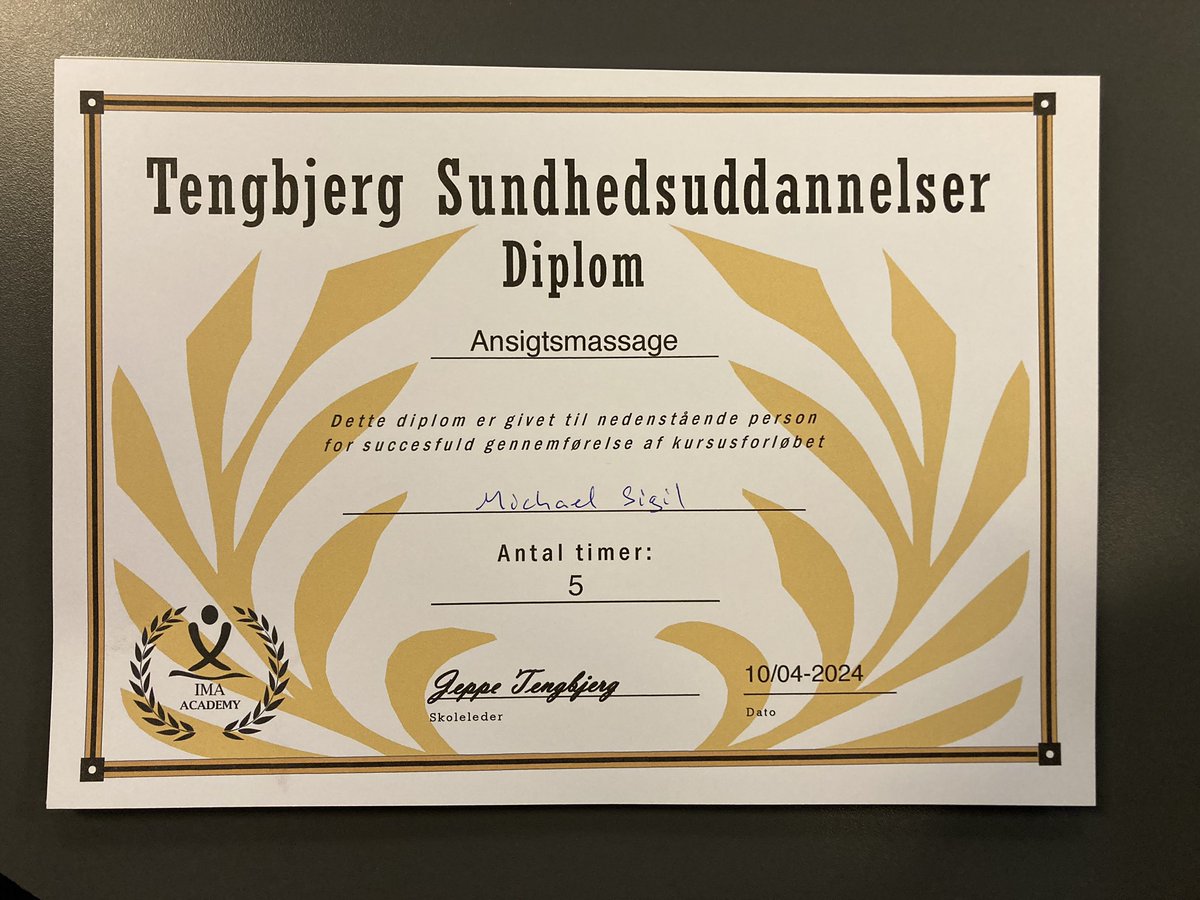 Tengbjerg Sundhedsuddannelser
Diplom
Ansigtsmassage
Dette diplom er givet til nedenstående person
for succesfuld gennemførelse af kursusforløbet
Michael Sigil
Antal timer:
5
Jeppe Tengbjerg
Skoleleder
10/04-2024
Dato
IMA
ACADEMY